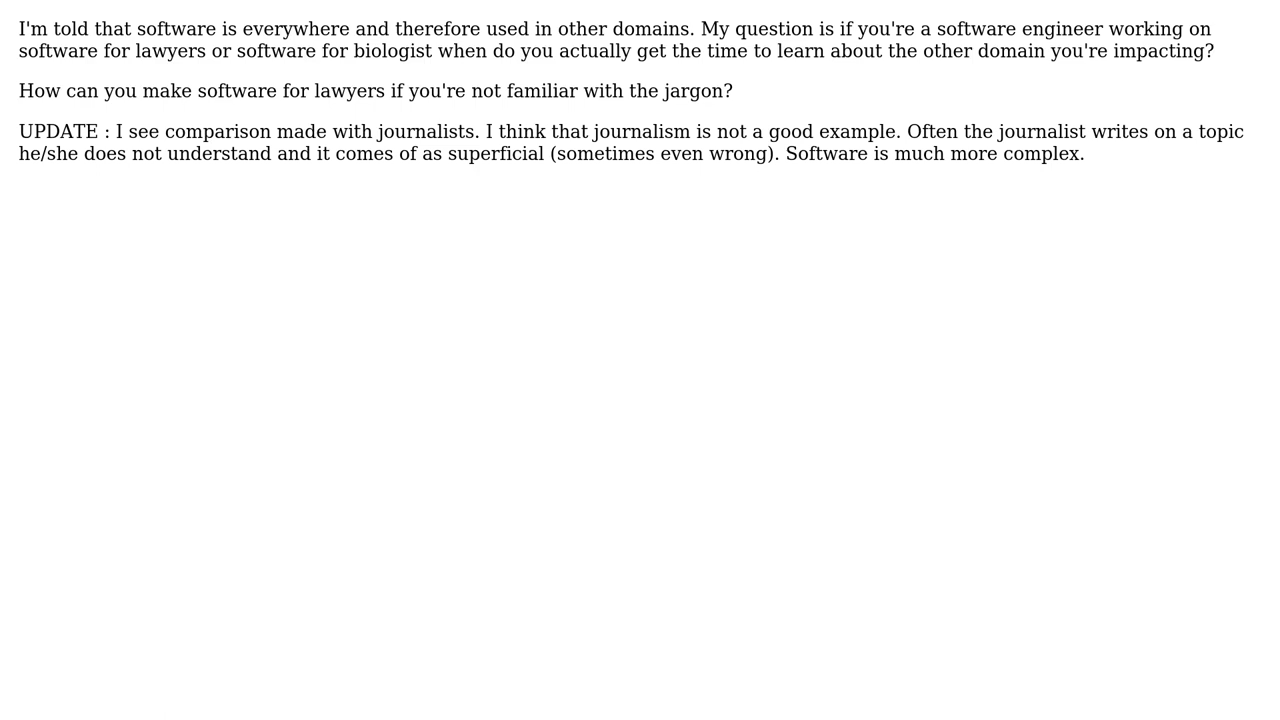 I'm told that software is everywhere and therefore used in other domains. My question is if you're a software engineer working on
software for lawyers or software for biologist when do you actually get the time to learn about the other domain you're impacting?
How can you make software for lawyers if you're not familiar with the jargon?
UPDATE : I see comparison made with journalists. I think that journalism is not a good example. Often the journalist writes on a topic
he/she does not understand and it comes of as superficial (sometimes even wrong). Software is much more complex.